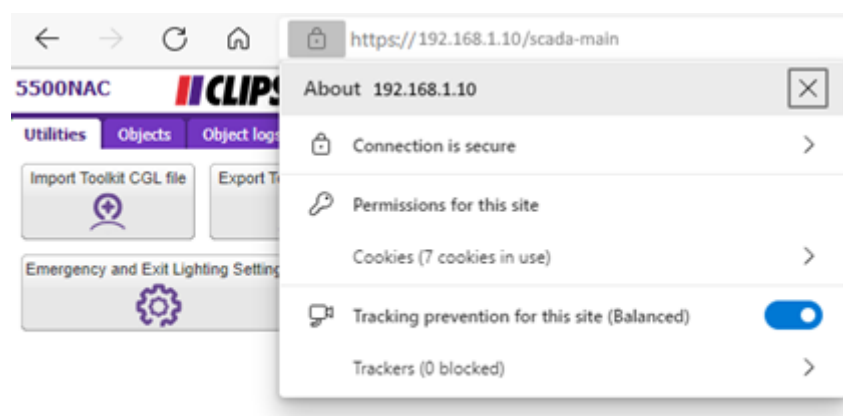 https://192.168.1.10/scada-main
5500NAC
About 192.168.1.10
Utilities Objects Object logs
Connection is secure
Import Toolkit CGL file Export
Permissions for this site
Cookies (7 cookies in use)
Emergency and Exit Lighting Setting
Tracking prevention for this site (Balanced)
Trackers (0 blocked)